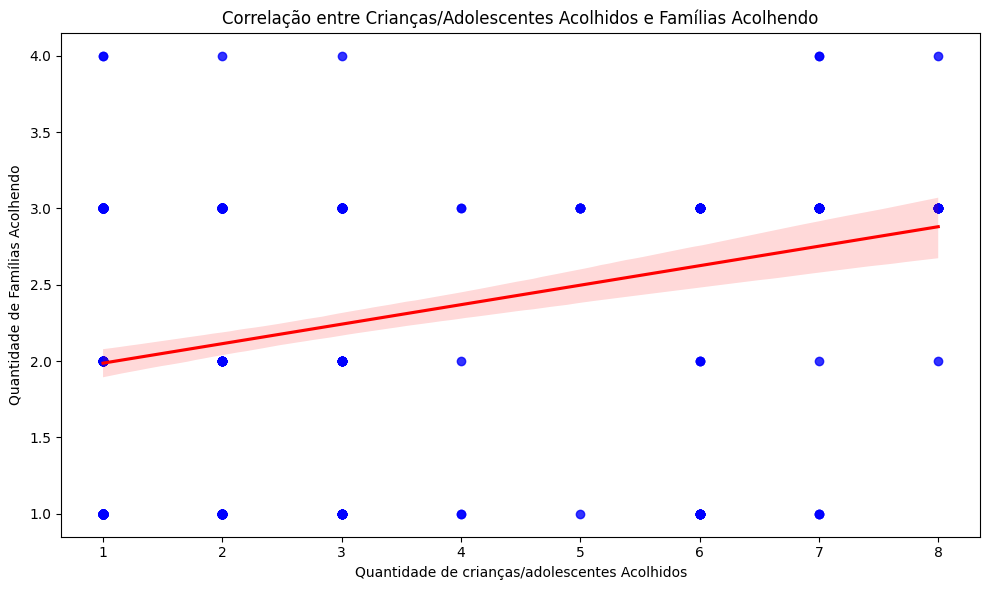 Correlação entre Crianças/Adolescentes Acolhidos e Famílias Acolhendo
Quantidade de Famílias Acolhendo
4.0
3.5
3.0
2.5
2.0
1.5
1.0
1 2 3 4 5 6 7 8
Quantidade de crianças/adolescentes Acolhidos